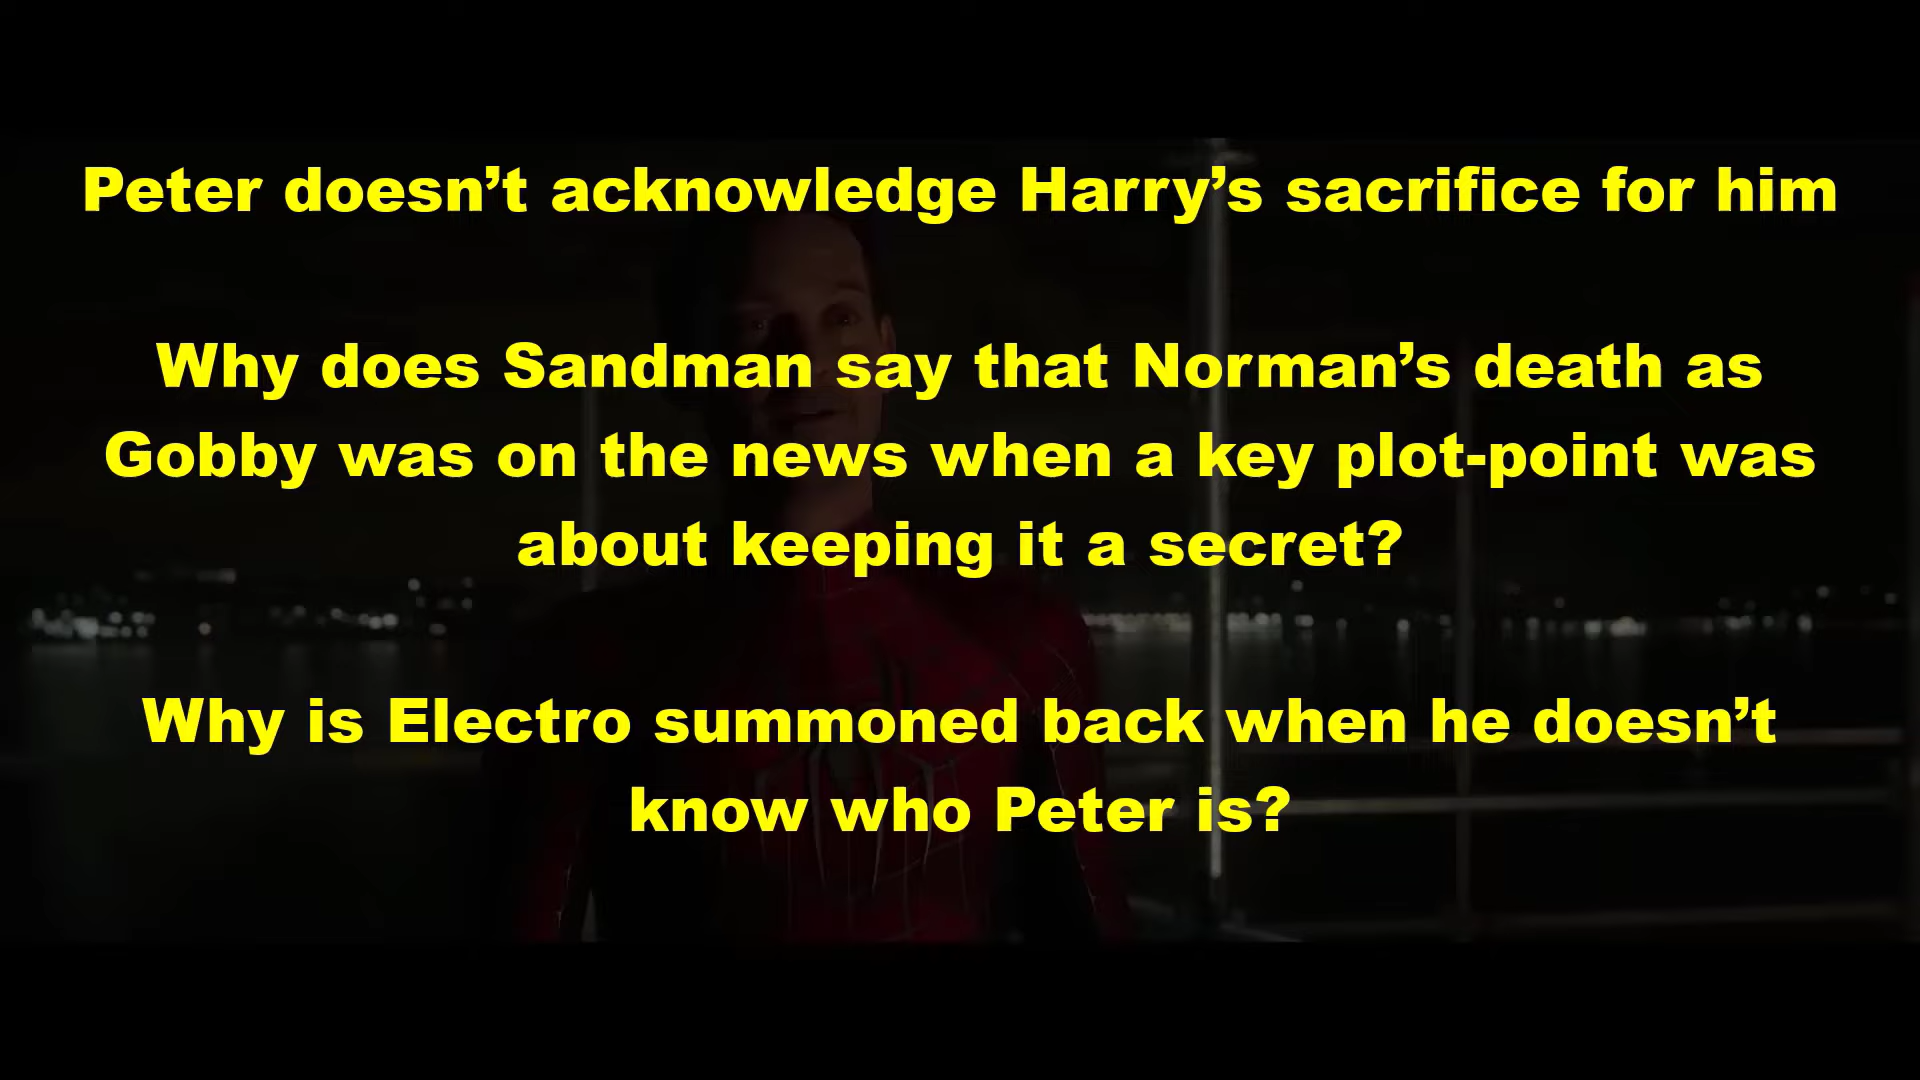 Peter doesn’t acknowledge Harry’s sacrifice for him
Why does Sandman say that Norman’s death as
Gobby was on the news when a key plot-point was
about keeping it a secret?
Why is Electro summoned back when he doesn’t
know who Peter is?